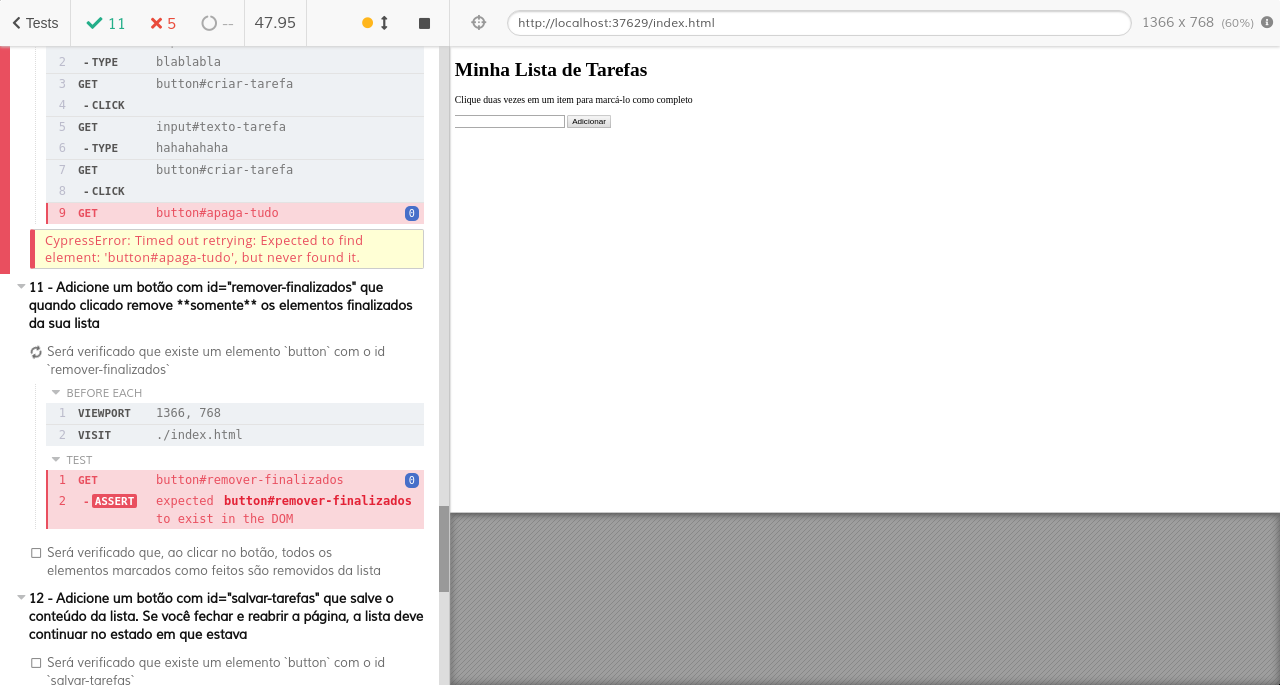 Tests 11 5 -- 47.95 http://localhost:37629/index.html 1366 x 768 (60%)
2 - TYPE blablabla
3 GET button#criar-tarefa
4 - CLICK
5 GET input#texto-tarefa
6 - TYPE hahahahaha
7 GET button#criar-tarefa
8 - CLICK
9 GET button#apaga-tudo 0
CypressError: Timed out retrying: Expected to find
element: 'button#apaga-tudo', but never found it.
11 - Adicione um botão com id="remover-finalizados" que
quando clicado remove **somente** os elementos finalizados
da sua lista
Será verificado que existe um elemento `button` com o id
`remover-finalizados`
BEFORE EACH
1 VIEWPORT 1366, 768
2 VISIT ./index.html
TEST
1 GET button#remover-finalizados 0
2 - ASSERT expected button#remover-finalizados
to exist in the DOM
Será verificado que, ao clicar no botão, todos os
elementos marcados como feitos são removidos da lista
12 - Adicione um botão com id="salvar-tarefas" que salve o
conteúdo da lista. Se você fechar e reabrir a página, a lista deve
continuar no estado em que estava
Será verificado que existe um elemento `button` com o id
`salvar-tarefas`
Minha Lista de Tarefas
Clique duas vezes em um item para marcá-lo como completo
Adicionar